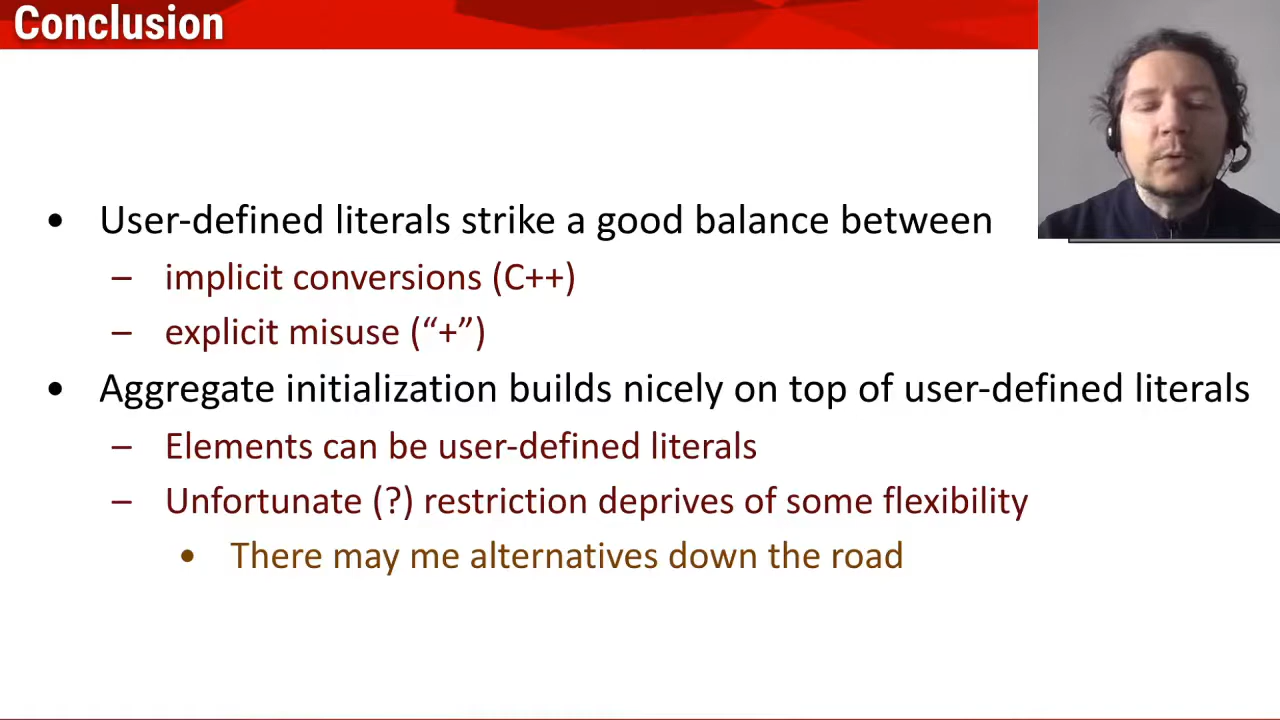 Conclusion
• User-defined literals strike a good balance between
– implicit conversions (C++)
– explicit misuse (“+”)
• Aggregate initialization builds nicely on top of user-defined literals
– Elements can be user-defined literals
– Unfortunate (?) restriction deprives of some flexibility
• There may me alternatives down the road